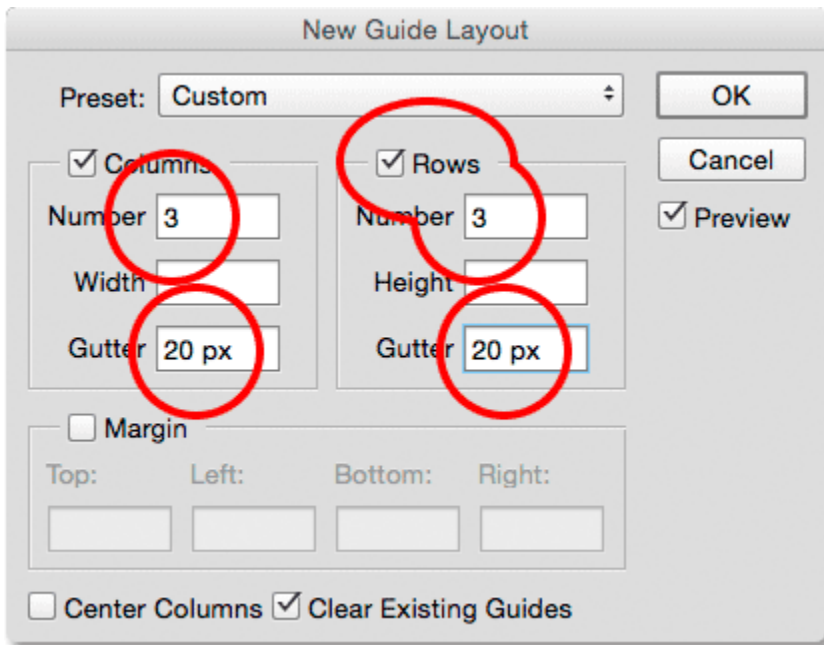 New Guide Layout
Preset: Custom OK
Columns Rows Cancel
Number 3 Number 3 Preview
Width Height
Gutter 20 px Gutter 20 px
Margin
Top: Left: Bottom: Right:
Center Columns Clear Existing Guides